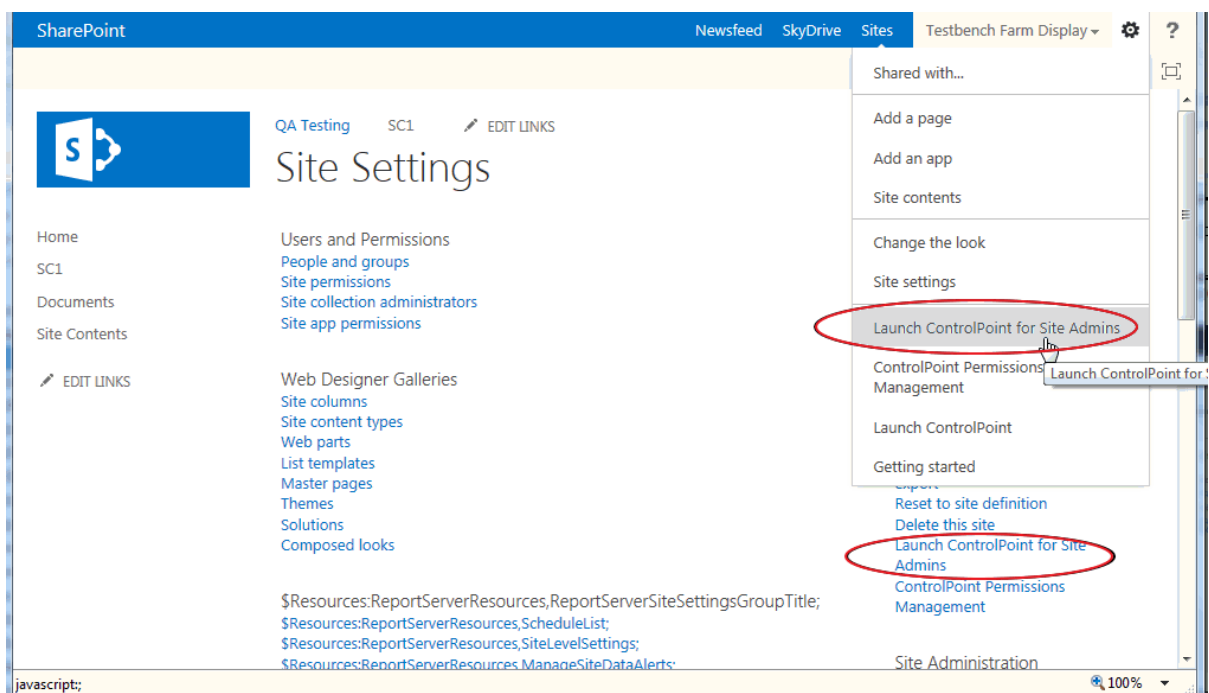 SharePoint
Newsfeed SkyDrive Sites Testbench Farm Display ?
S
QA Testing SC1 EDIT LINKS
Site Settings
Home
SC1
Documents
Site Contents
EDIT LINKS
Users and Permissions
People and groups
Site permissions
Site collection administrators
Site app permissions
Web Designer Galleries
Site columns
Site content types
Web parts
List templates
Master pages
Themes
Solutions
Composed looks
$Resources:ReportServerResources,ReportServerSiteSettingsGroupTitle;
$Resources:ReportServerResources,ScheduleList;
$Resources:ReportServerResources,SiteLevelSettings;
$Resources:ReportServerResources,ManageSiteDataAlerts;
Shared with...
Add a page
Add an app
Site contents
Change the look
Site settings
Launch ControlPoint for Site Admins
ControlPoint Permissions
Management
Launch ControlPoint for
Launch ControlPoint
Getting started
Export
Reset to site definition
Delete this site
Launch ControlPoint for Site
Admins
ControlPoint Permissions
Management
Site Administration
javascript:;
100%